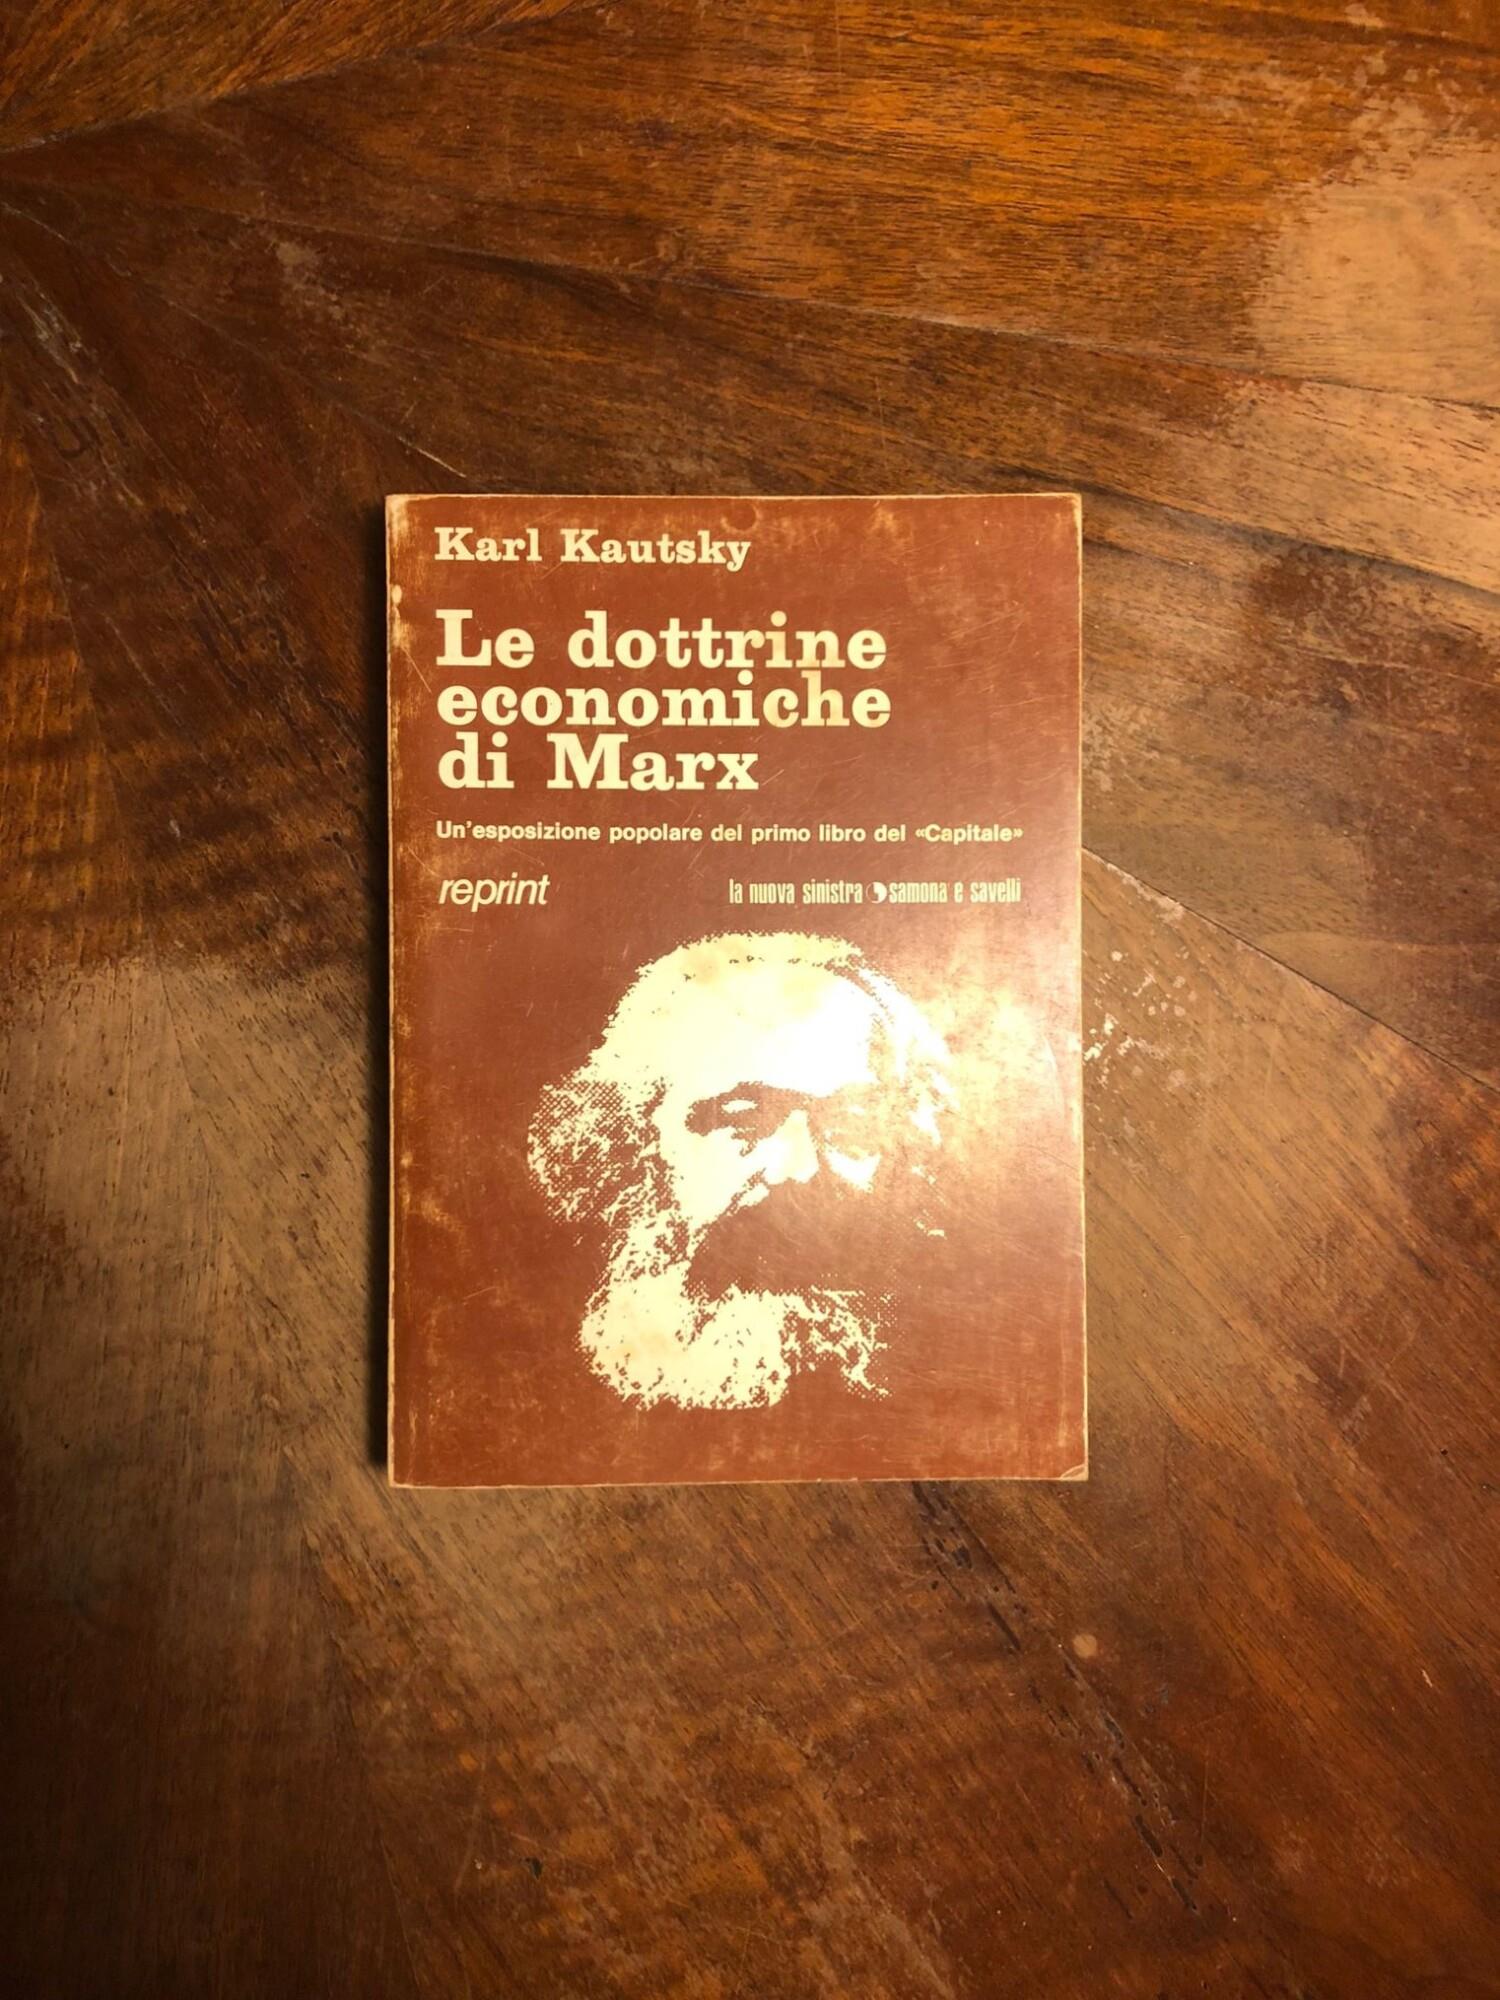 Karl Kautsky
Le dottrine
economiche
di Marx
Un'esposizione popolare del primo libro del «Capitale»
reprint
la nuova sinistra samona' e savelli